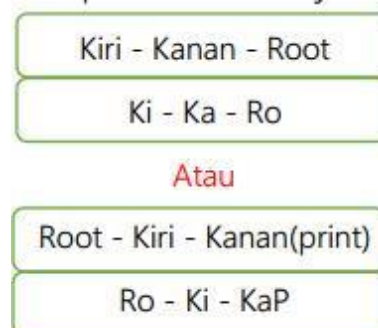 Kiri - Kanan - Root
Ki - Ka - Ro
Atau
Root - Kiri - Kanan(print)
Ro - Ki - KaP